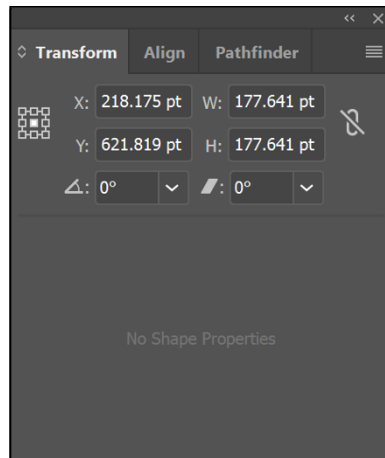 Transform Align Pathfinder
X: 218.175 pt W: 177.641 pt
Y: 621.819 pt H: 177.641 pt
: 0° : 0°
No Shape Properties